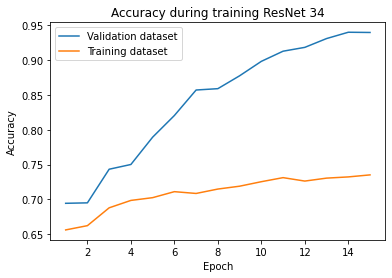 Accuracy during training ResNet 34
Validation dataset
Training dataset
Accuracy
0.95
0.90
0.85
0.80
0.75
0.70
0.65
2 4 6 8 10 12 14
Epoch